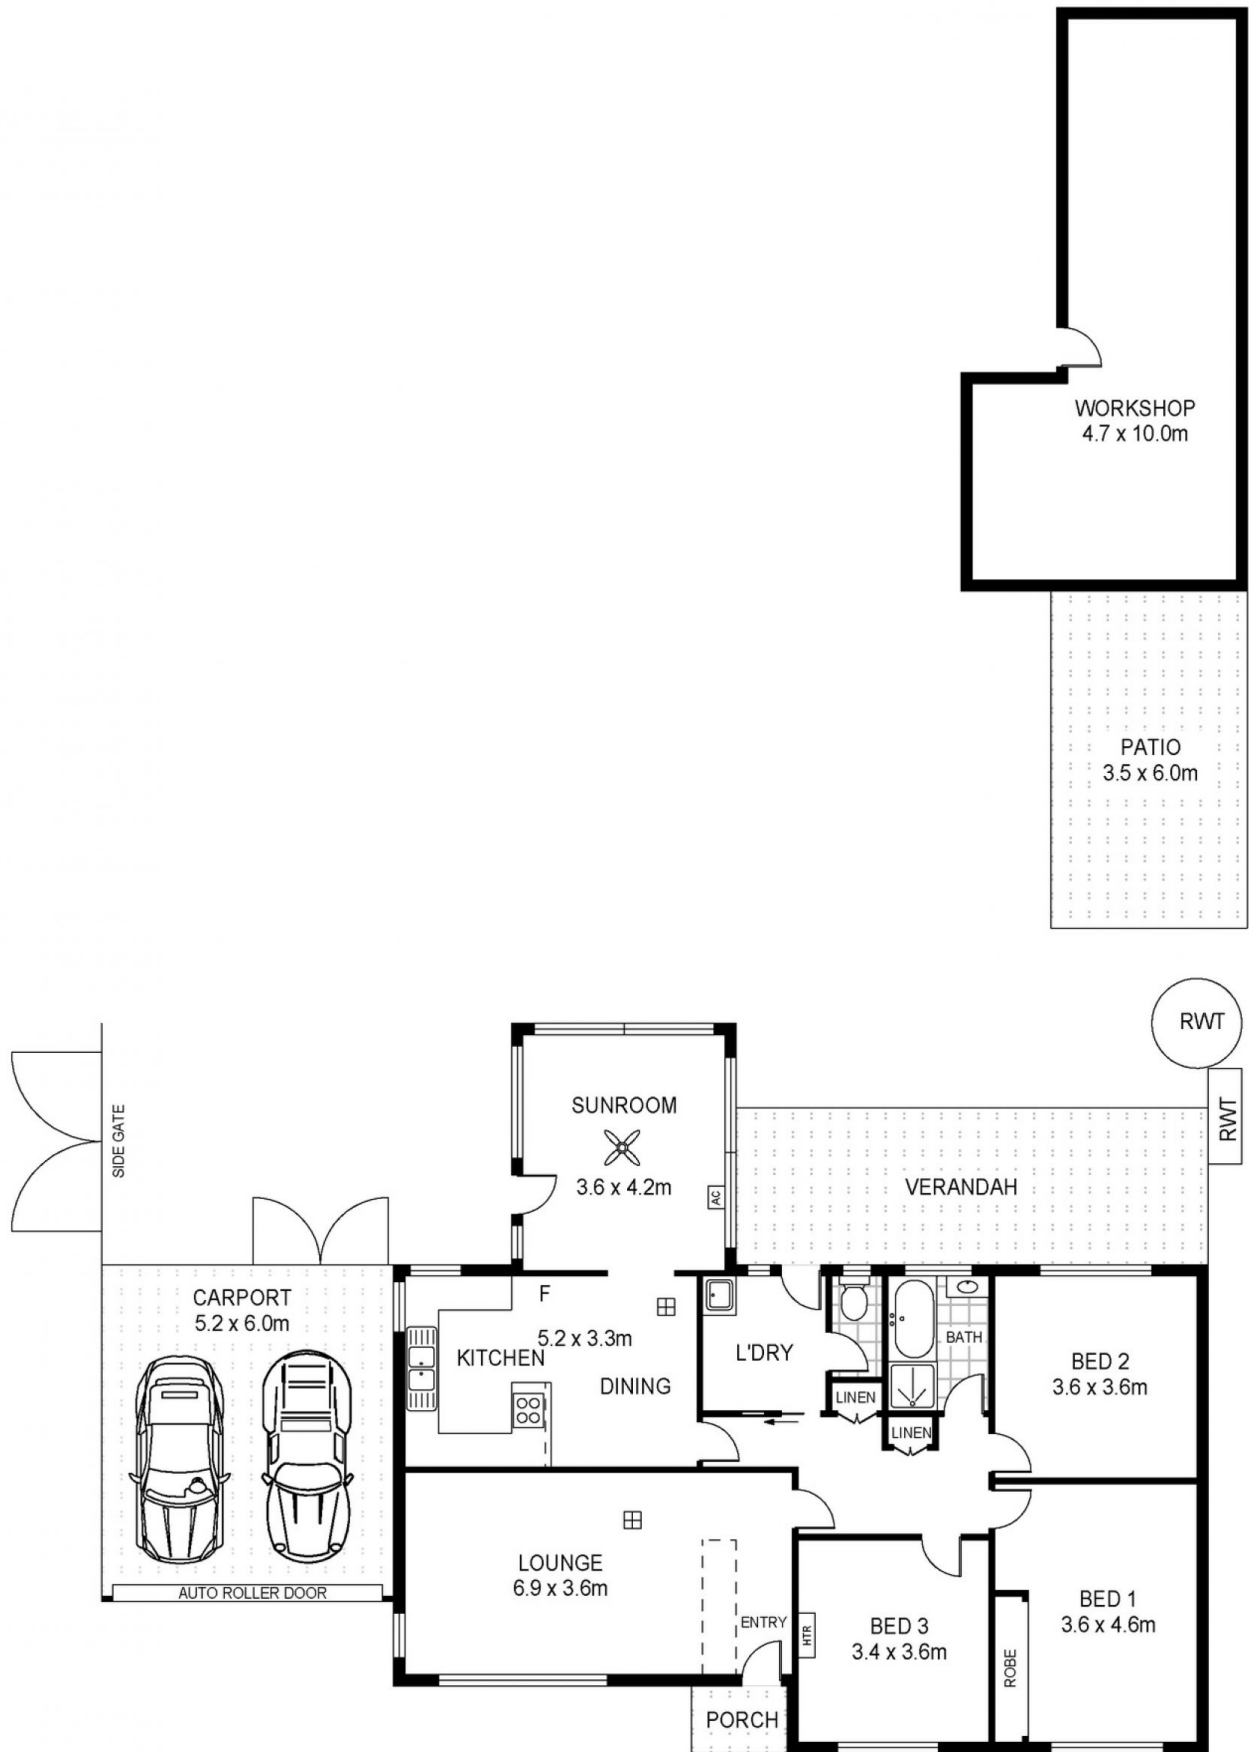 WORKSHOP
4.7 x 10.0m
PATIO
3.5 x 6.0m
RWT
RWT
SIDE GATE
SUNROOM
3.6 x 4.2m
AC
VERANDAH
CARPORT
5.2 x 6.0m
F
5.2 x 3.3m
KITCHEN
DINING
L'DRY
BATH
LINEN
LINEN
BED 2
3.6 x 3.6m
AUTO ROLLER DOOR
LOUNGE
6.9 x 3.6m
ENTRY
HTR
BED 3
3.4 x 3.6m
ROBE
BED 1
3.6 x 4.6m
PORCH